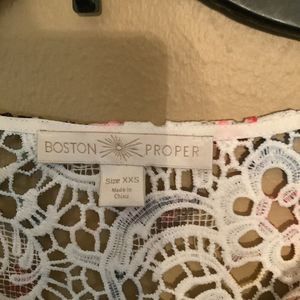 BOSTON PROPER
Size XXS
Made in
China